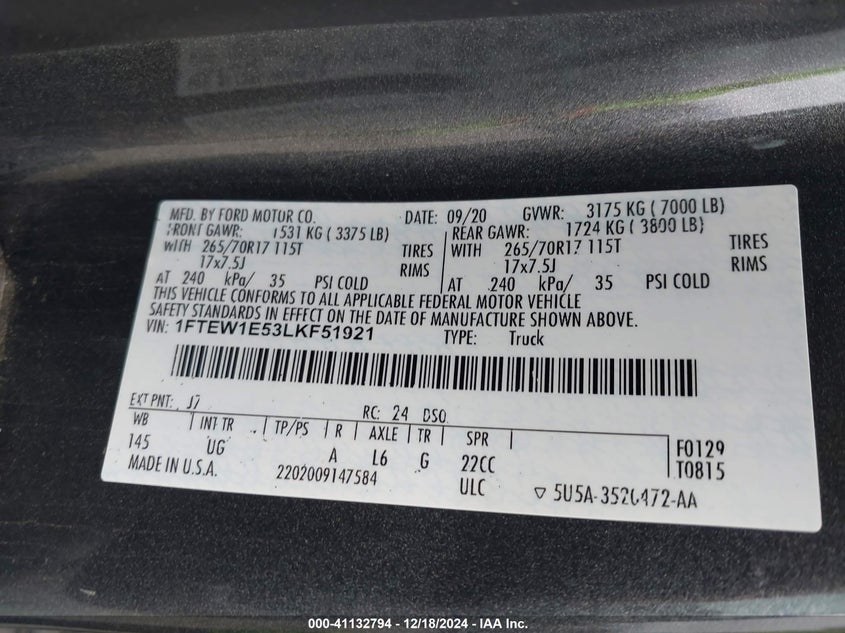 MFD. BY FORD MOTOR CO. DATE: 09/20 GVWR: 3175 KG ( 7000 LB)
FRONT GAWR: 1531 KG ( 3375 LB) REAR GAWR: 1724 KG ( 3800 LB)
WITH 265/70R17 115T TIRES WITH 265/70R17 115T TIRES
17x7.5J RIMS 17x7.5J RIMS
AT 240 kPa/ 35 PSI COLD AT 240 kPa/ 35 PSI COLD
THIS VEHICLE CONFORMS TO ALL APPLICABLE FEDERAL MOTOR VEHICLE
SAFETY STANDARDS IN EFFECT ON THE DATE OF MANUFACTURE SHOWN ABOVE.
VIN: 1FTEW1E53LKF51921 TYPE: Truck
EXT PNT: J7 RC: 24 DSO:
WB INT TR TP/PS R AXLE TR SPR
145 UG A L6 G 22CC F0129
MADE IN U.S.A. 2202009147584 ULC T0815
▽ 5U5A-3520472-AA
000-41132794 - 12/18/2024 - IAA Inc.